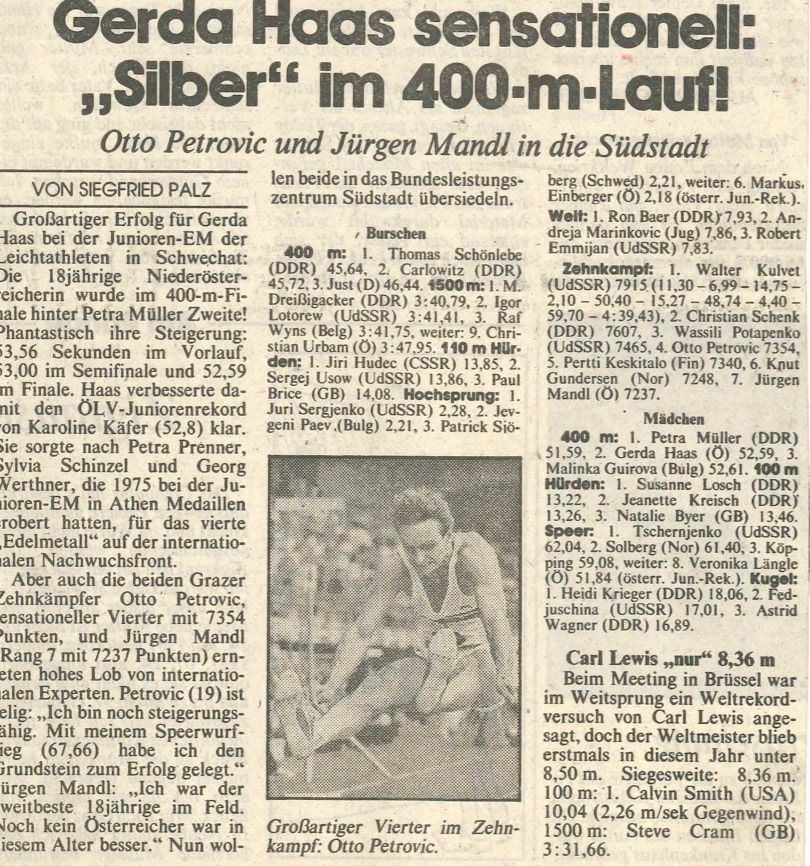 Gerda Haas sensationell:
„Silber“ im 400-m-Lauf!
Otto Petrovic und Jürgen Mandl in die Südstadt
VON SIEGFRIED PALZ
Großartiger Erfolg für Gerda
Haas bei der Junioren-EM der
Leichtathleten in Schwechat:
Die 18jährige Niederöster-
reicherin wurde im 400-m-Fi-
nale hinter Petra Müller Zweite!
Phantastisch ihre Steigerung:
53,56 Sekunden im Vorlauf,
53,00 im Semifinale und 52,59
im Finale. Haas verbesserte da-
mit den ÖLV-Juniorenrekord
von Karoline Käfer (52,8) klar.
Sie sorgte nach Petra Prenner,
Sylvia Schinzel und Georg
Werthner, die 1975 bei der Ju-
nioren-EM in Athen Medaillen
erobert hatten, für das vierte
„Edelmetall“ auf der internatio-
nalen Nachwuchsfront.
Aber auch die beiden Grazer
Zehnkämpfer Otto Petrovic,
sensationeller Vierter mit 7354
Punkten, und Jürgen Mandl
(Rang 7 mit 7237 Punkten) ern-
teten hohes Lob von internatio-
nalen Experten. Petrovic (19) ist
selig: „Ich bin noch steigerungs-
fähig. Mit meinem Speerwurf-
sieg (67,66) habe ich den
Grundstein zum Erfolg gelegt.“
Jürgen Mandl: „Ich war der
zweitbeste 18jährige im Feld.
Noch kein Österreicher war in
diesem Alter besser.“ Nun wol-
len beide in das Bundesleistungs-
zentrum Südstadt übersiedeln.
Burschen
400 m: 1. Thomas Schönlebe
(DDR) 45,64, 2. Carlowitz (DDR)
45,72, 3. Just (D) 46,44. 1500 m: 1. M.
Dreißigacker (DDR) 3:40,79, 2. Igor
Lotorew (UdSSR) 3:41,41, 3. Raf
Wyns (Belg) 3:41,75, weiter: 9. Chri-
stian Urbam (Ö) 3:47,95. 110 m Hür-
den: 1. Jiri Hudec (CSSR) 13,85, 2.
Sergej Usow (UdSSR) 13,86, 3. Paul
Brice (GB) 14,08. Hochsprung: 1.
Juri Sergjenko (UdSSR) 2,28, 2. Jev-
geni Paev (Bulg) 2,21, 3. Patrick Sjö-
Großartiger Vierter im Zehn-
kampf: Otto Petrovic.
berg (Schwed) 2,21, weiter: 6. Markus
Einberger (Ö) 2,18 (österr. Jun.-Rek.).
Weit: 1. Ron Baer (DDR) 7,93, 2. An-
dreja Marinkovic (Jug) 7,86, 3. Robert
Emmijan (UdSSR) 7,83.
Zehnkampf: 1. Walter Kulvet
(UdSSR) 7915 (11,30 - 6,99 - 14,75 -
2,10 - 50,40 - 15,27 - 48,74 - 4,40 -
59,70 - 4:39,43), 2. Christian Schenk
(DDR) 7607, 3. Wassili Potapenko
(UdSSR) 7465, 4. Otto Petrovic 7354,
5. Pertti Keskitalo (Fin) 7340, 6. Knut
Gundersen (Nor) 7248, 7. Jürgen
Mandl (Ö) 7237.
Mädchen
400 m: 1. Petra Müller (DDR)
51,59, 2. Gerda Haas (Ö) 52,59, 3.
Malinka Guirova (Bulg) 52,61. 100 m
Hürden: 1. Susanne Losch (DDR)
13,22, 2. Jeanette Kreisch (DDR)
13,26, 3. Natalie Byer (GB) 13,46.
Speer: 1. Tschernjenko (UdSSR)
62,04, 2. Solberg (Nor) 61,40, 3. Köp-
ping 59,08, weiter: 8. Veronika Längle
(Ö) 51,84 (österr. Jun.-Rek.). Kugel:
1. Heidi Krieger (DDR) 18,06, 2. Fed-
juschina (UdSSR) 17,01, 3. Astrid
Wagner (DDR) 16,89.
Carl Lewis „nur“ 8,36 m
Beim Meeting in Brüssel war
im Weitsprung ein Weltrekord-
versuch von Carl Lewis ange-
sagt, doch der Weltmeister blieb
erstmals in diesem Jahr unter
8,50 m. Siegesweite: 8,36 m.
100 m: 1. Calvin Smith (USA)
10,04 (2,26 m/sek Gegenwind),
1500 m: Steve Cram (GB)
3:31,66.